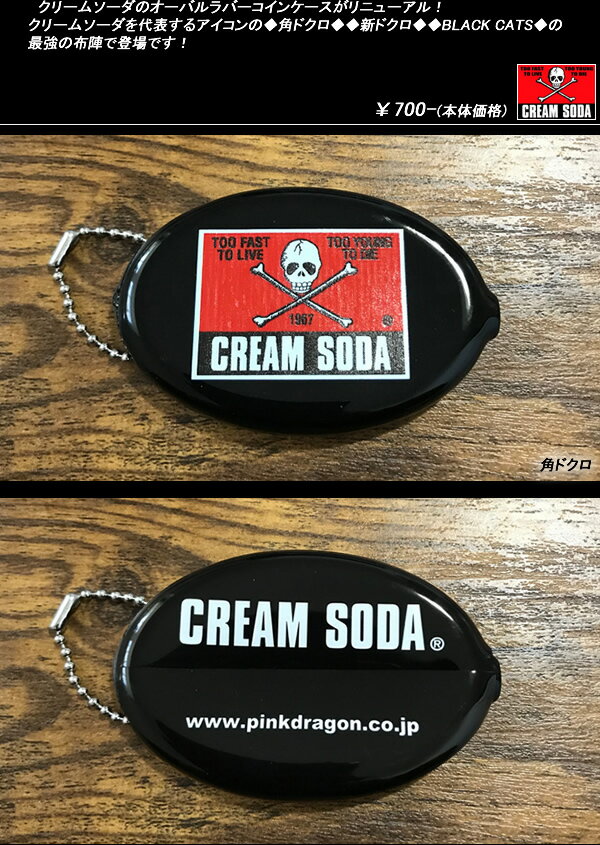 クリームソーダのオーバルラバーコインケースがリニューアル！
クリームソーダを代表するアイコンの◆角ドクロ◆◆新ドクロ◆◆BLACK CATS◆の
最強の布陣で登場です！
￥700-(本体価格)
TOO FAST TO LIVE
TOO YOUNG TO DIE
CREAM SODA
TOO FAST TO LIVE
TOO YOUNG TO DIE
1967
CREAM SODA
角ドクロ
CREAM SODA®
www.pinkdragon.co.jp